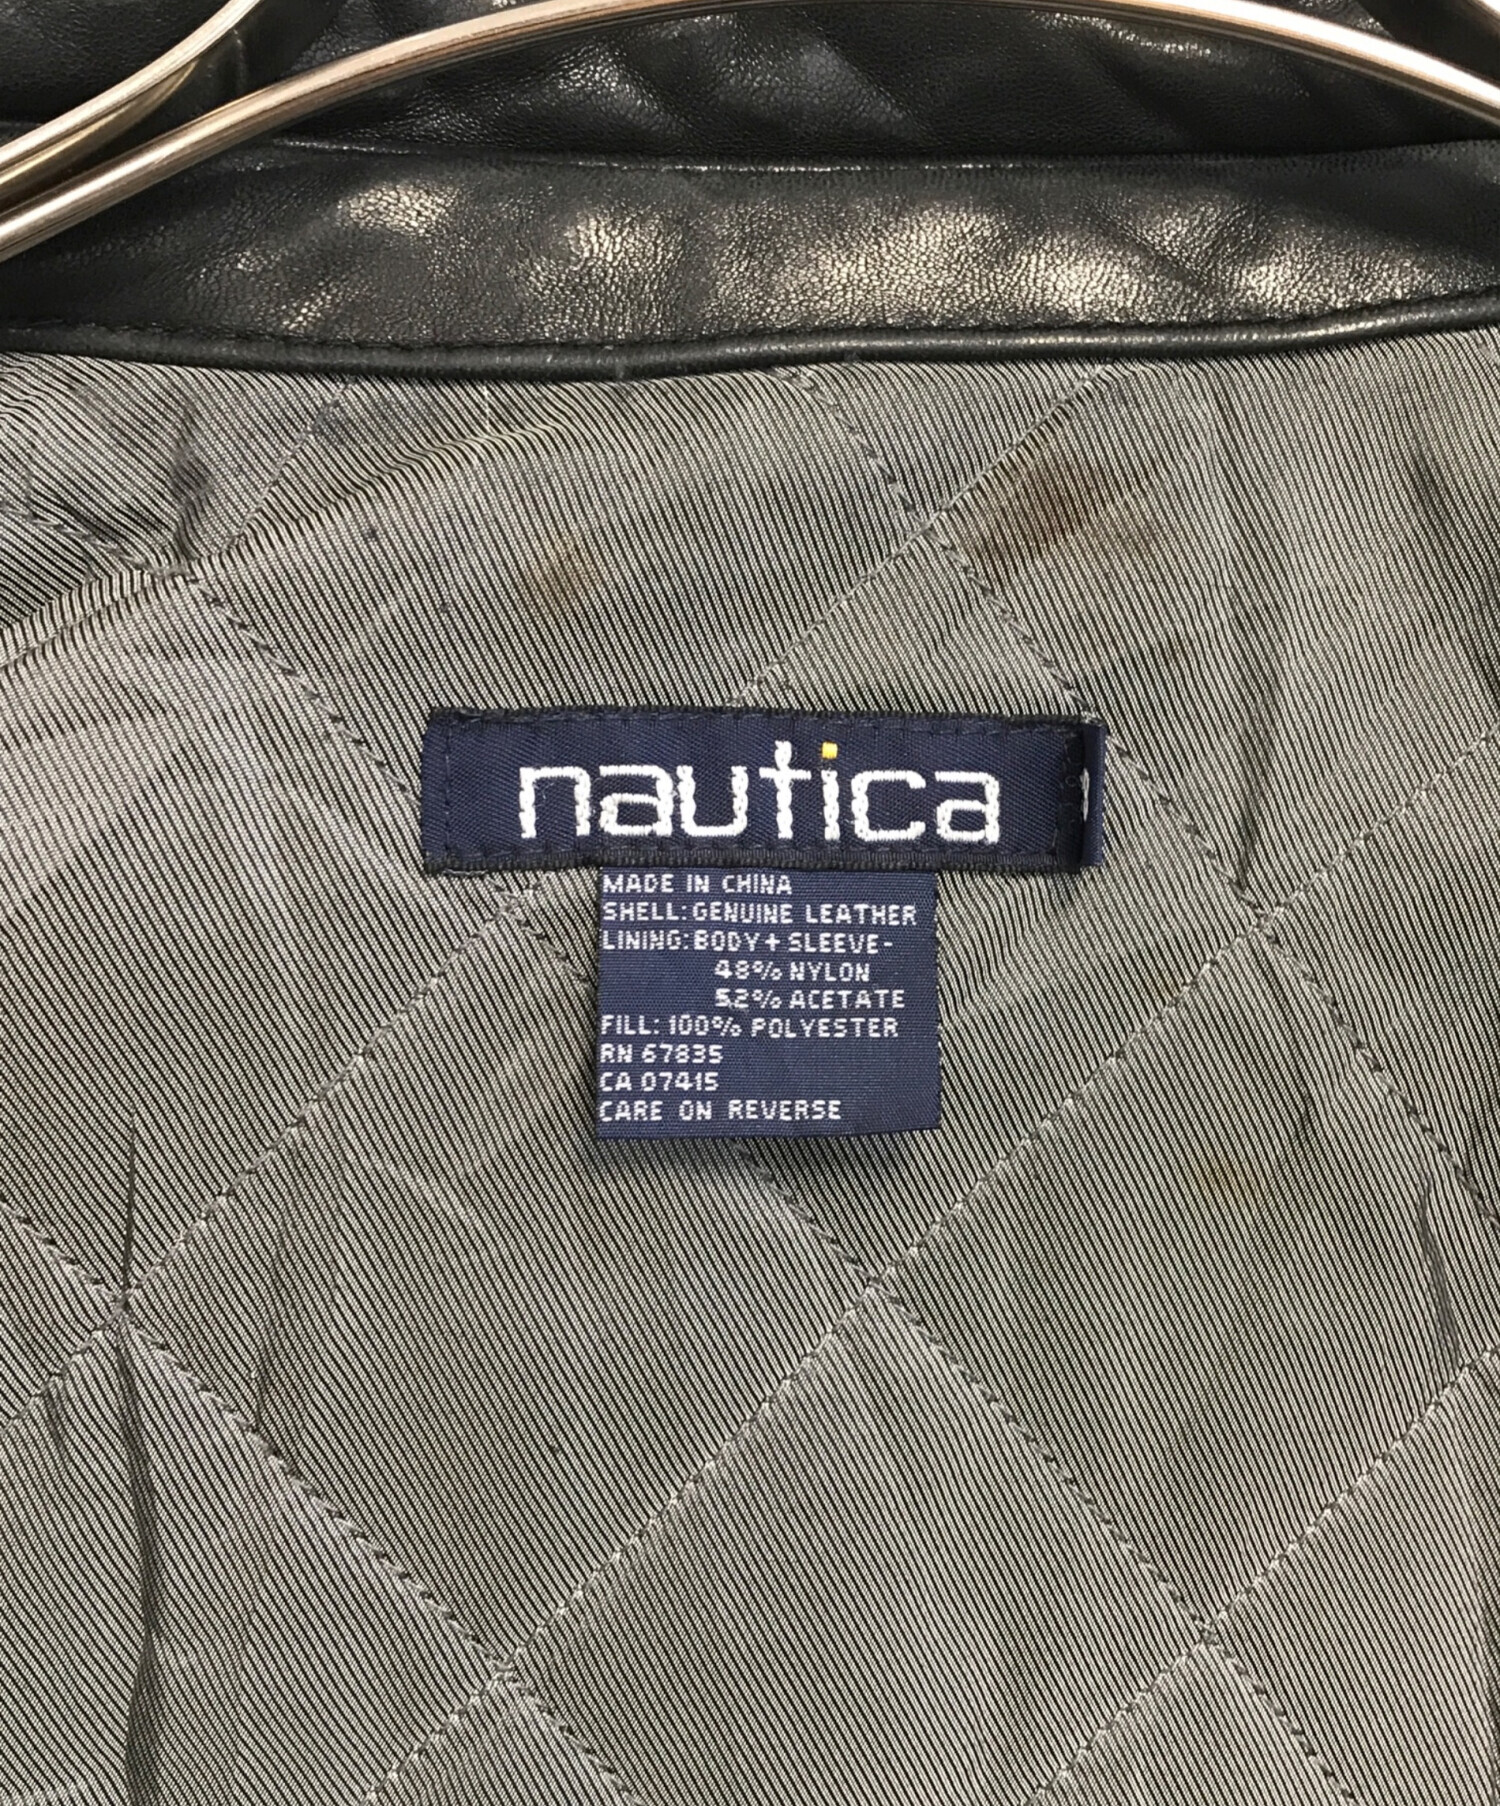 nautica
MADE IN CHINA
SHELL: GENUINE LEATHER
LINING: BODY + SLEEVE-
48% NYLON
52% ACETATE
FILL: 100% POLYESTER
RN 67835
CA 07415
CARE ON REVERSE